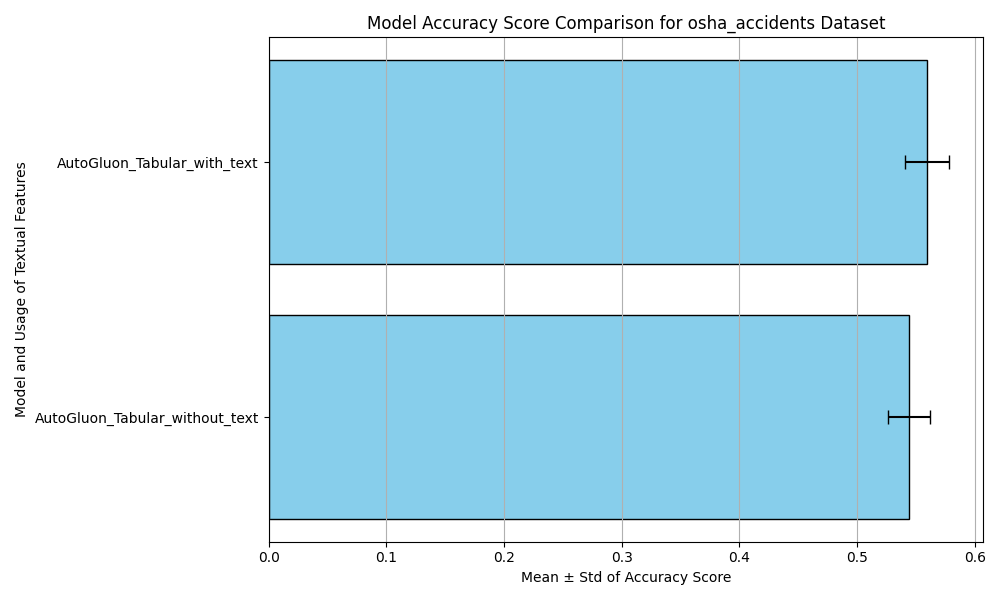 Model Accuracy Score Comparison for osha_accidents Dataset
Model and Usage of Textual Features
AutoGluon_Tabular_with_text
AutoGluon_Tabular_without_text
0.0 0.1 0.2 0.3 0.4 0.5 0.6
Mean ± Std of Accuracy Score